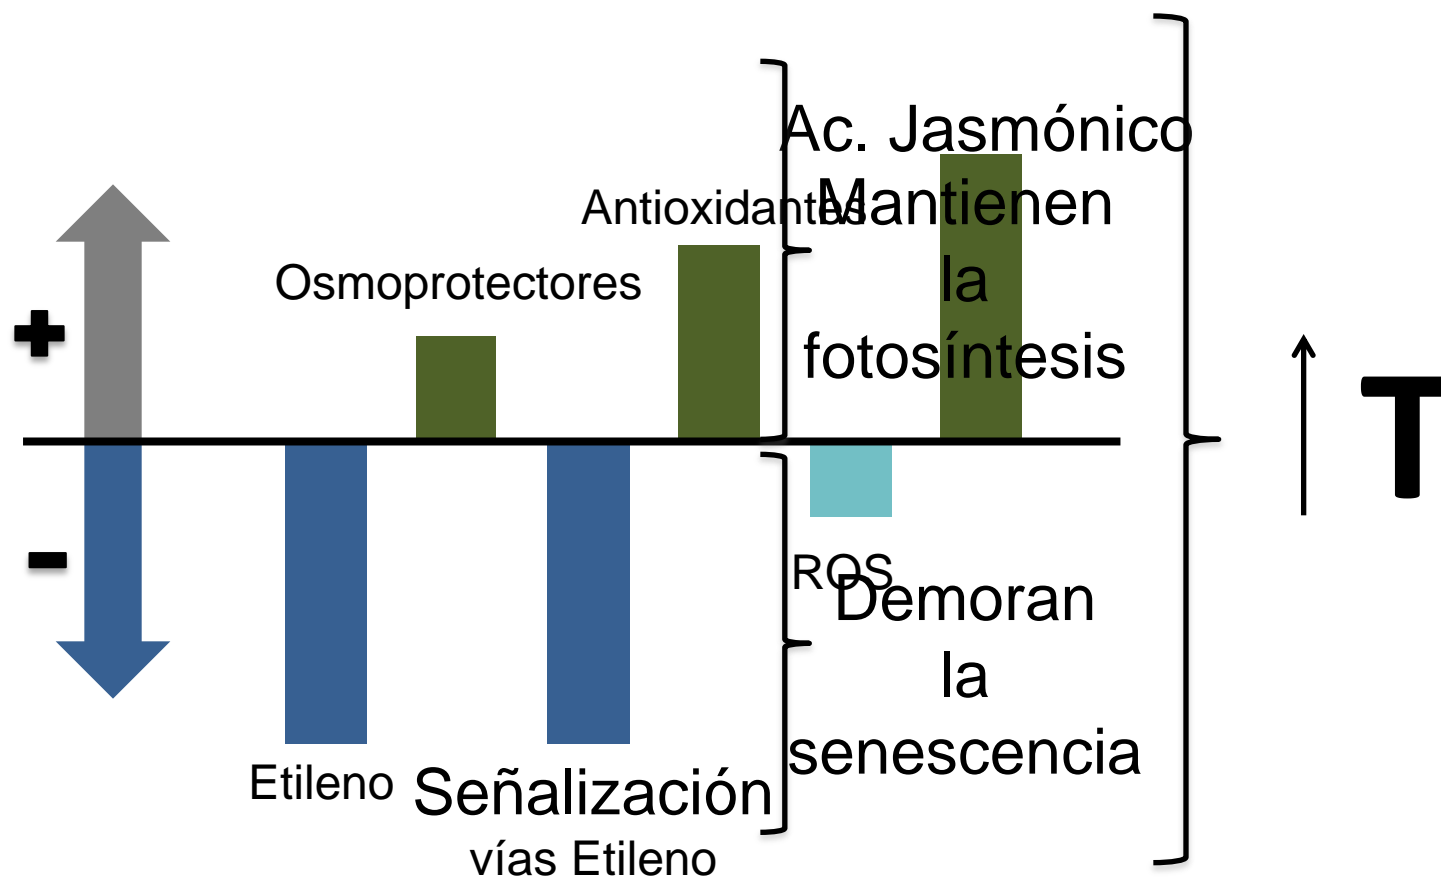 Ac. Jasmónico
Antioxidantes
Mantienen
la
fotosíntesis
Osmoprotectores
+
T
-
ROS
Demoran
la
senescencia
Etileno
Señalización
vías Etileno